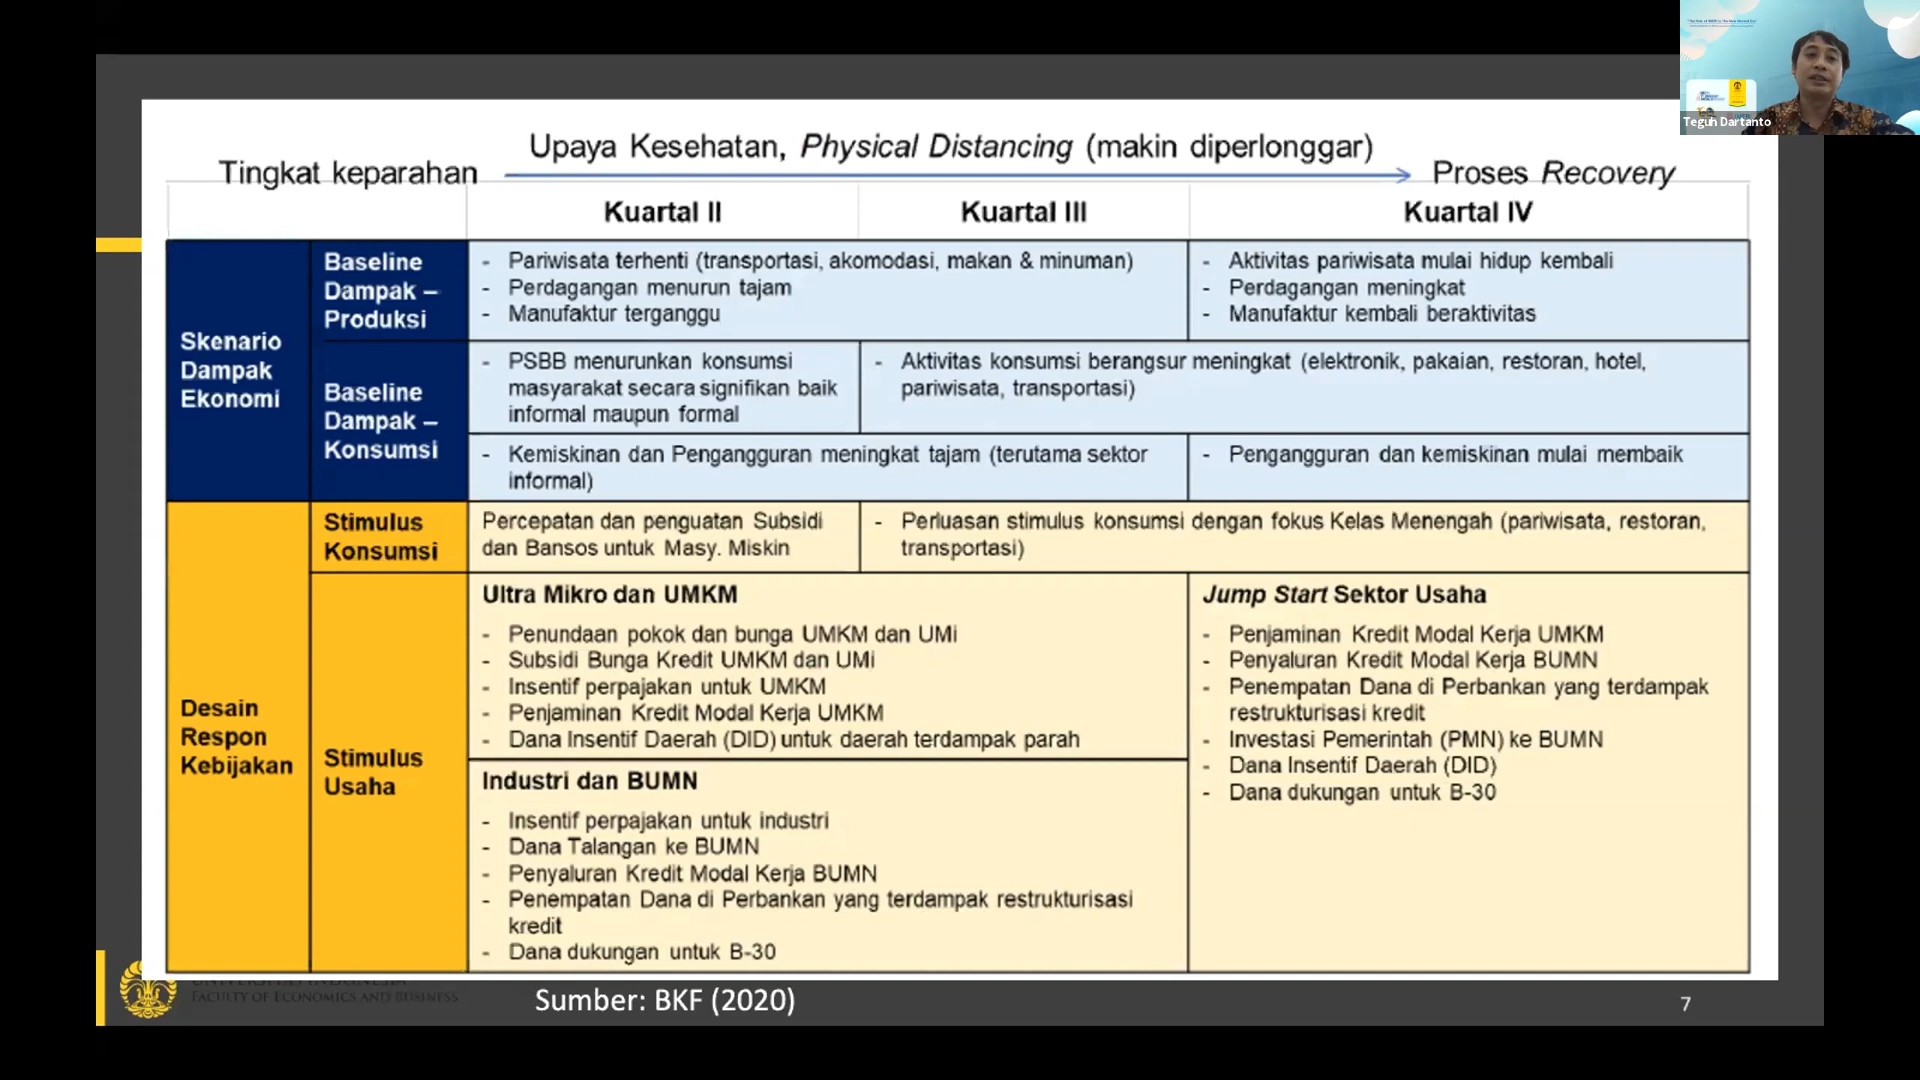 "The Role of MSMEs in The New Normal Era"
Teguh Dartanto
Upaya Kesehatan, Physical Distancing (makin diperlonggar)
Tingkat keparahan
Proses Recovery
Kuartal II
Kuartal III
Kuartal IV
Skenario
Dampak
Ekonomi
Baseline
Dampak –
Produksi
- Pariwisata terhenti (transportasi, akomodasi, makan & minuman)
- Perdagangan menurun tajam
- Manufaktur terganggu
- Aktivitas pariwisata mulai hidup kembali
- Perdagangan meningkat
- Manufaktur kembali beraktivitas
Baseline
Dampak –
Konsumsi
- PSBB menurunkan konsumsi
masyarakat secara signifikan baik
informal maupun formal
- Aktivitas konsumsi berangsur meningkat (elektronik, pakaian, restoran, hotel,
pariwisata, transportasi)
- Kemiskinan dan Pengangguran meningkat tajam (terutama sektor
informal)
- Pengangguran dan kemiskinan mulai membaik
Desain
Respon
Kebijakan
Stimulus
Konsumsi
Percepatan dan penguatan Subsidi
dan Bansos untuk Masy. Miskin
- Perluasan stimulus konsumsi dengan fokus Kelas Menengah (pariwisata, restoran,
transportasi)
Stimulus
Usaha
Ultra Mikro dan UMKM
- Penundaan pokok dan bunga UMKM dan UMi
- Subsidi Bunga Kredit UMKM dan UMi
- Insentif perpajakan untuk UMKM
- Penjaminan Kredit Modal Kerja UMKM
- Dana Insentif Daerah (DID) untuk daerah terdampak parah
Industri dan BUMN
- Insentif perpajakan untuk industri
- Dana Talangan ke BUMN
- Penyaluran Kredit Modal Kerja BUMN
- Penempatan Dana di Perbankan yang terdampak restrukturisasi
kredit
- Dana dukungan untuk B-30
Jump Start Sektor Usaha
- Penjaminan Kredit Modal Kerja UMKM
- Penyaluran Kredit Modal Kerja BUMN
- Penempatan Dana di Perbankan yang terdampak
restrukturisasi kredit
- Investasi Pemerintah (PMN) ke BUMN
- Dana Insentif Daerah (DID)
- Dana dukungan untuk B-30
UNIVERSITAS INDONESIA
FACULTY OF ECONOMICS AND BUSINESS
Sumber: BKF (2020)
7